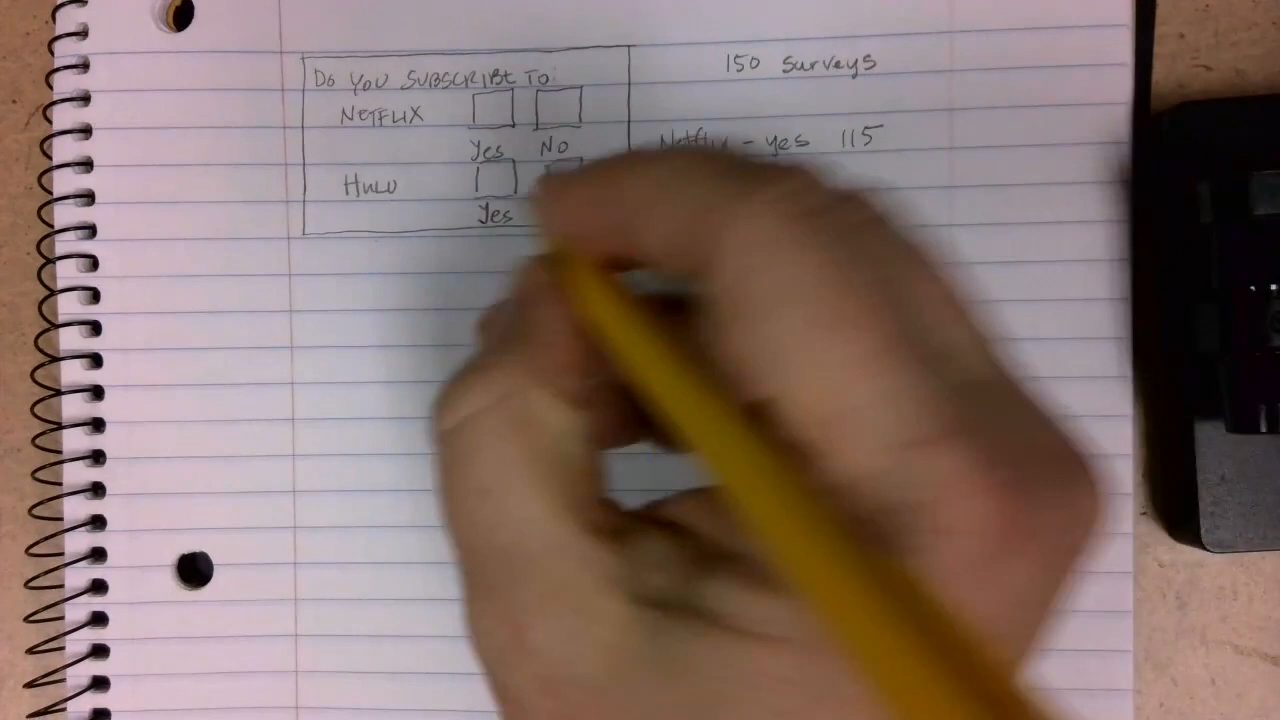 DO YOU SUBSCRIBE TO:
NETFLIX
Yes No
HULU
Yes
150 surveys
Netflix - yes 115